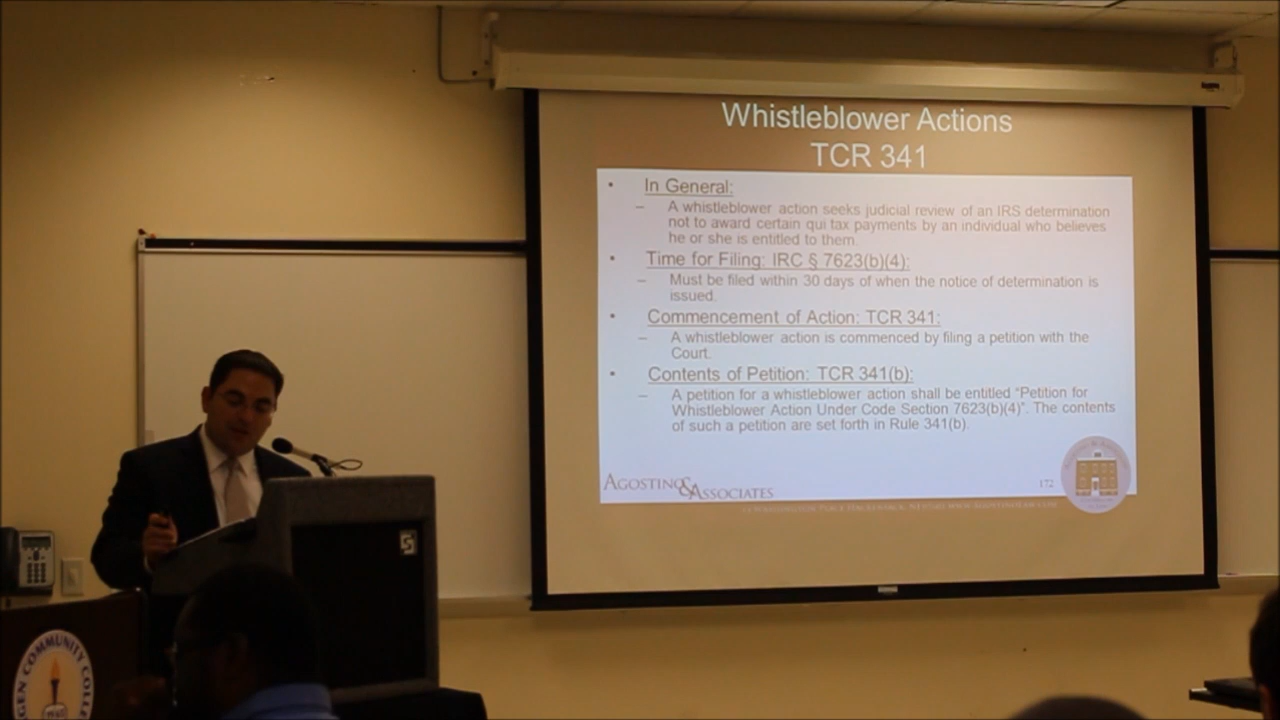 Whistleblower Actions
TCR 341
• In General:
– A whistleblower action seeks judicial review of an IRS determination
not to award certain qui tax payments by an individual who believes
he or she is entitled to them.
• Time for Filing: IRC § 7623(b)(4):
– Must be filed within 30 days of when the notice of determination is
issued.
• Commencement of Action: TCR 341:
– A whistleblower action is commenced by filing a petition with the
Court.
• Contents of Petition: TCR 341(b):
– A petition for a whistleblower action shall be entitled “Petition for
Whistleblower Action Under Code Section 7623(b)(4)”. The contents
of such a petition are set forth in Rule 341(b).
AGOSTINO & ASSOCIATES
172
GEN COMMUNITY COLLE